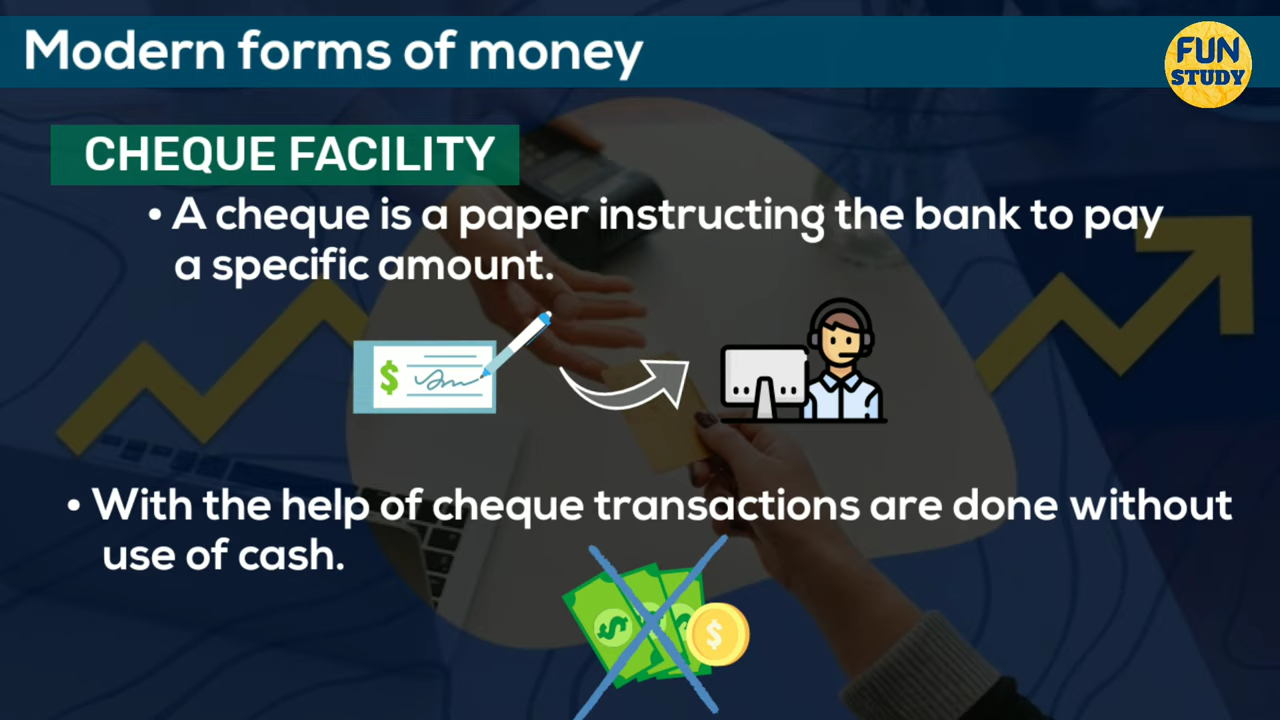 Modern forms of money
FUN
STUDY
CHEQUE FACILITY
• A cheque is a paper instructing the bank to pay
a specific amount.
$
• With the help of cheque transactions are done without
use of cash.
$
$
$